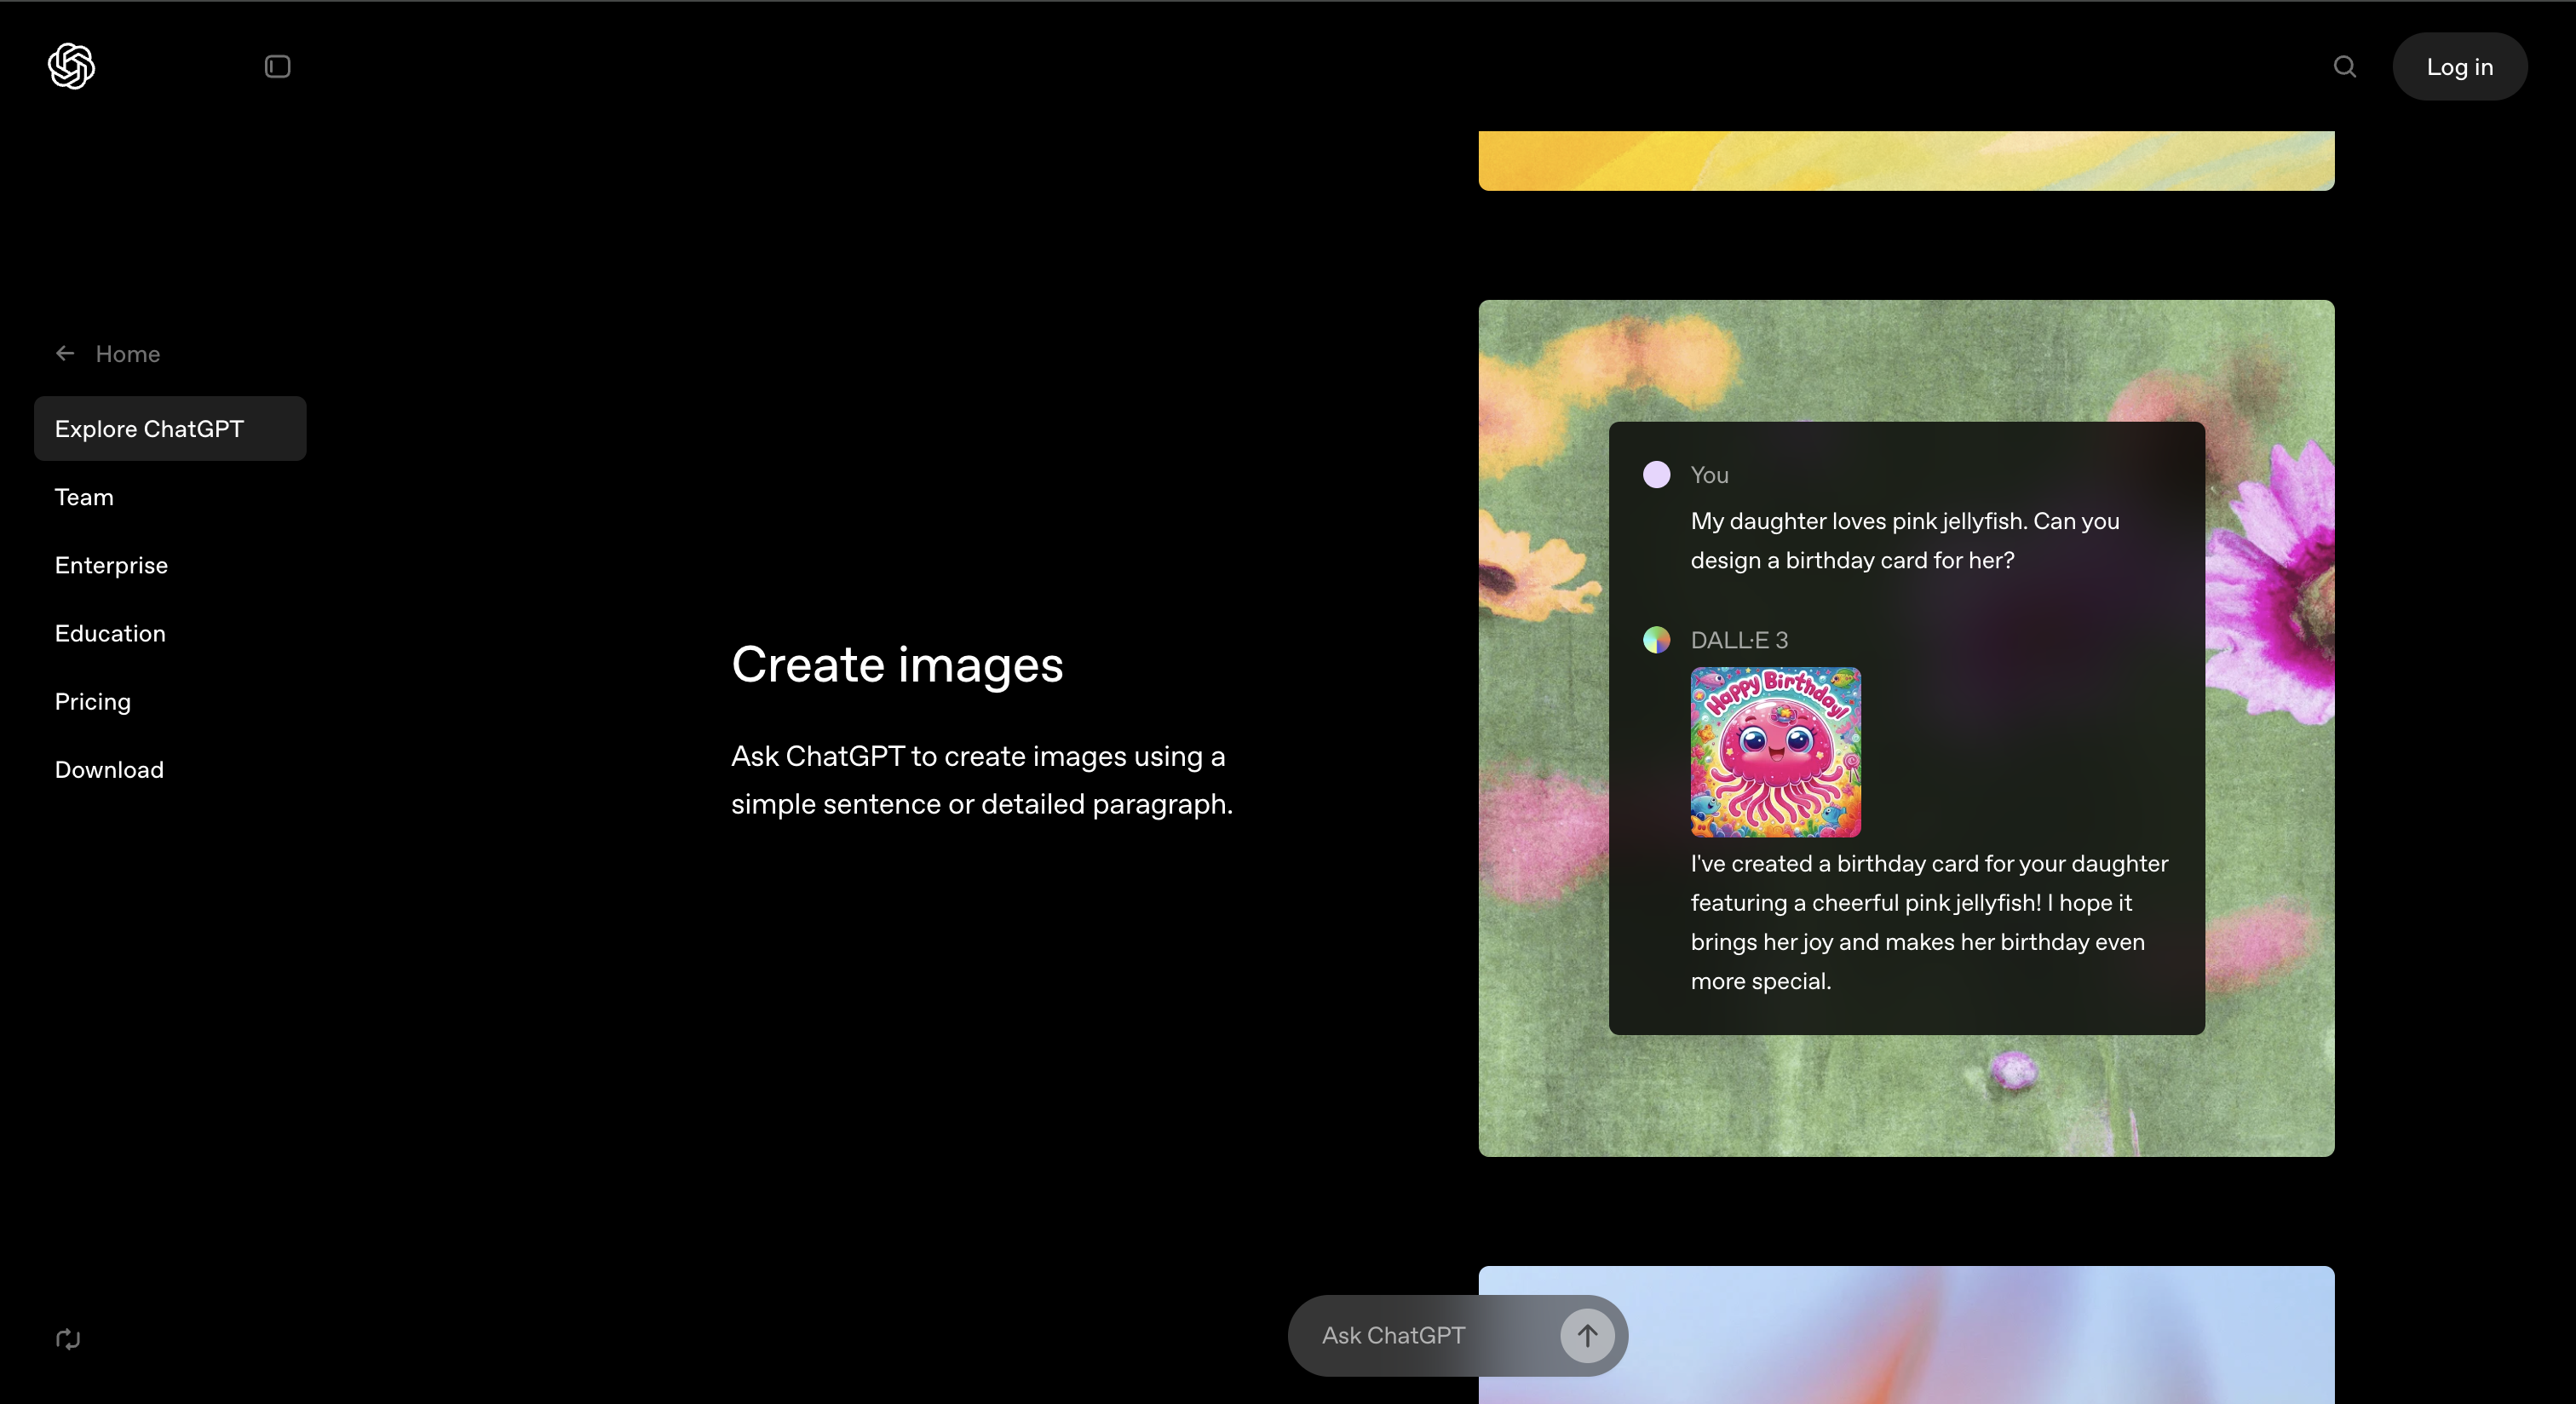 Log in
Home
Explore ChatGPT
Team
Enterprise
Education
Pricing
Download
Create images
Ask ChatGPT to create images using a
simple sentence or detailed paragraph.
You
My daughter loves pink jellyfish. Can you
design a birthday card for her?
DALL·E 3
Happy Birthday!
I've created a birthday card for your daughter
featuring a cheerful pink jellyfish! I hope it
brings her joy and makes her birthday even
more special.
Ask ChatGPT